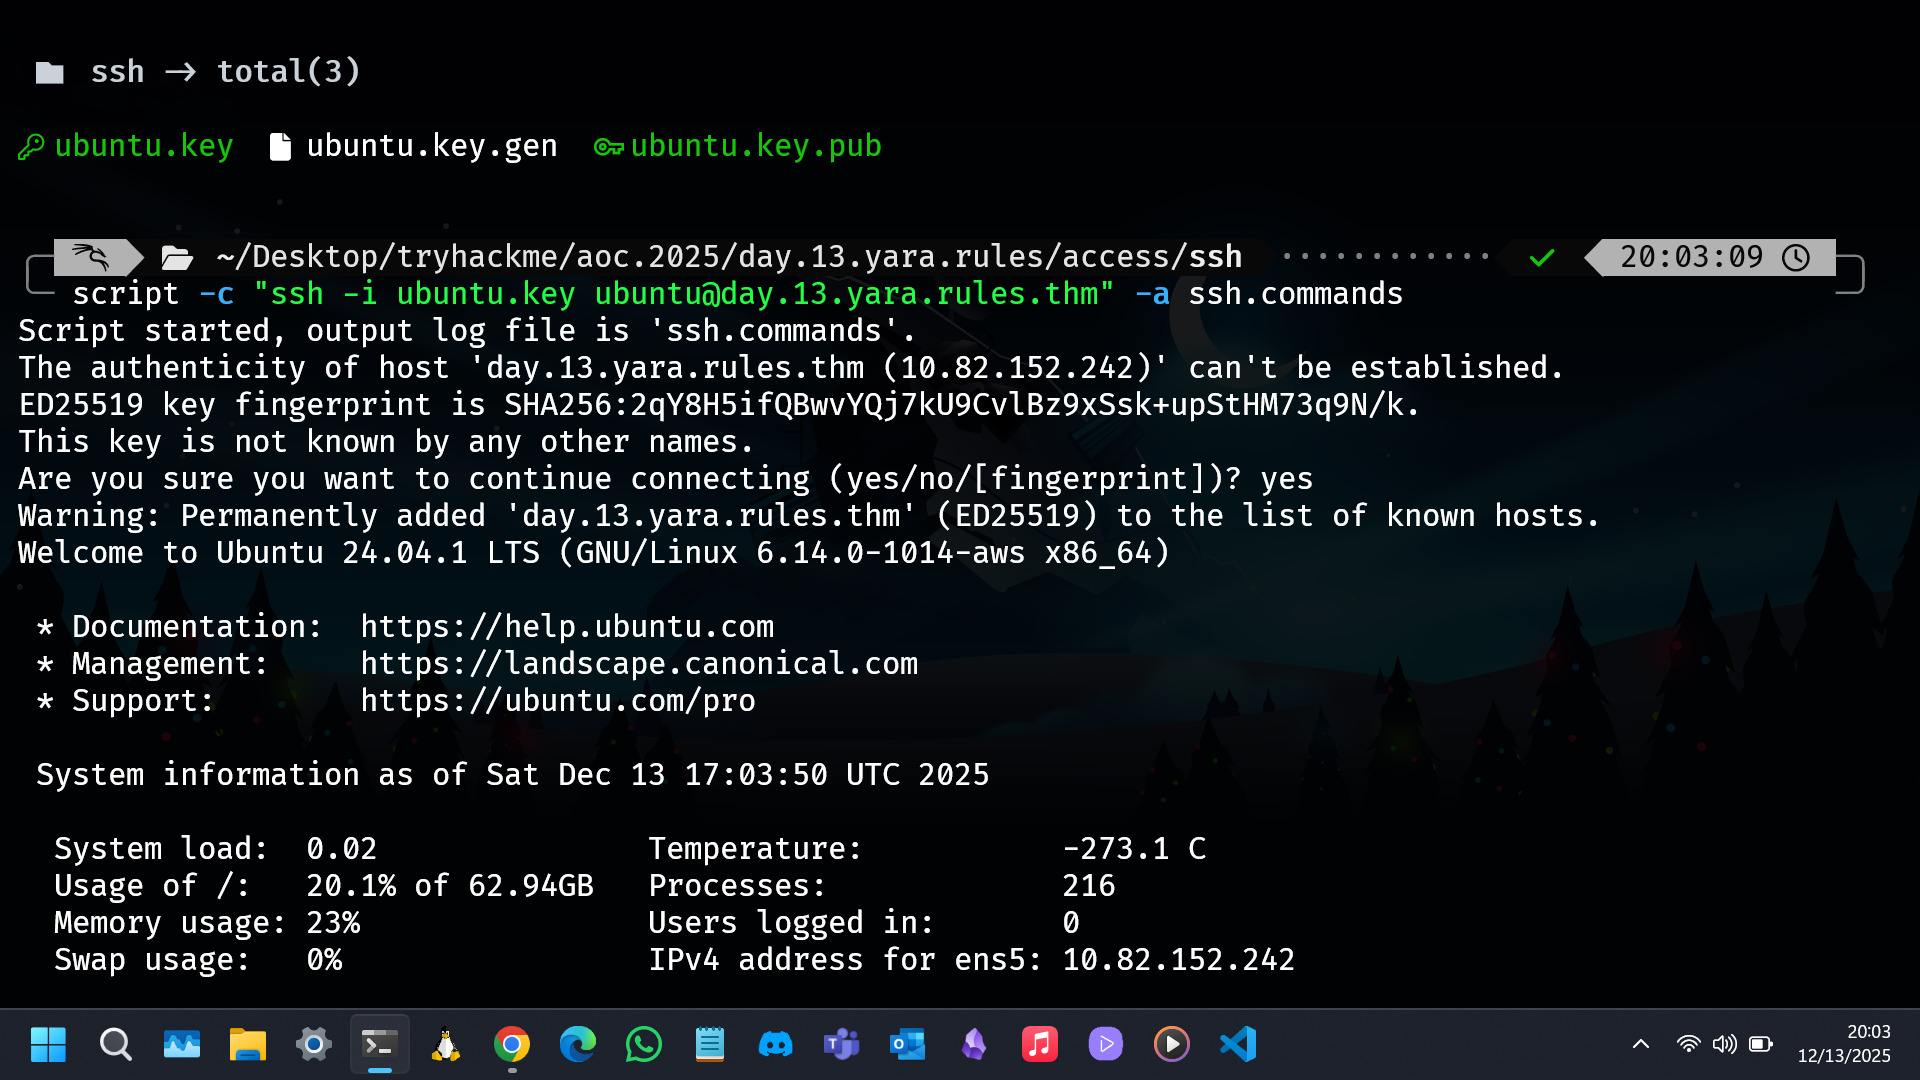 ssh → total(3)
ubuntu.key ubuntu.key.gen ubuntu.key.pub
~/Desktop/tryhackme/aoc.2025/day.13.yara.rules/access/ssh 20:03:09
script -c "ssh -i ubuntu.key ubuntu@day.13.yara.rules.thm" -a ssh.commands
Script started, output log file is 'ssh.commands'.
The authenticity of host 'day.13.yara.rules.thm (10.82.152.242)' can't be established.
ED25519 key fingerprint is SHA256:2qY8H5ifQBwvYQj7kU9CvlBz9xSsk+upStHM73q9N/k.
This key is not known by any other names.
Are you sure you want to continue connecting (yes/no/[fingerprint])? yes
Warning: Permanently added 'day.13.yara.rules.thm' (ED25519) to the list of known hosts.
Welcome to Ubuntu 24.04.1 LTS (GNU/Linux 6.14.0-1014-aws x86_64)
* Documentation: https://help.ubuntu.com
* Management: https://landscape.canonical.com
* Support: https://ubuntu.com/pro
System information as of Sat Dec 13 17:03:50 UTC 2025
System load: 0.02 Temperature: -273.1 C
Usage of /: 20.1% of 62.94GB Processes: 216
Memory usage: 23% Users logged in: 0
Swap usage: 0% IPv4 address for ens5: 10.82.152.242
20:03
12/13/2025